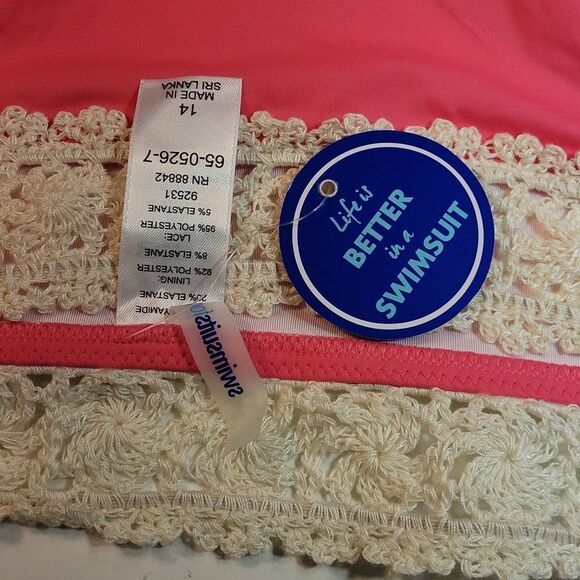 Life is
BETTER
in a
SWIMSUIT
YAMIDE
20% ELASTANE
LINING:
92% POLYESTER
8% ELASTANE
LACE:
95% POLYESTER
5% ELASTANE
92531
RN 88842
65-0526-7
14
MADE IN
SRI LANKA